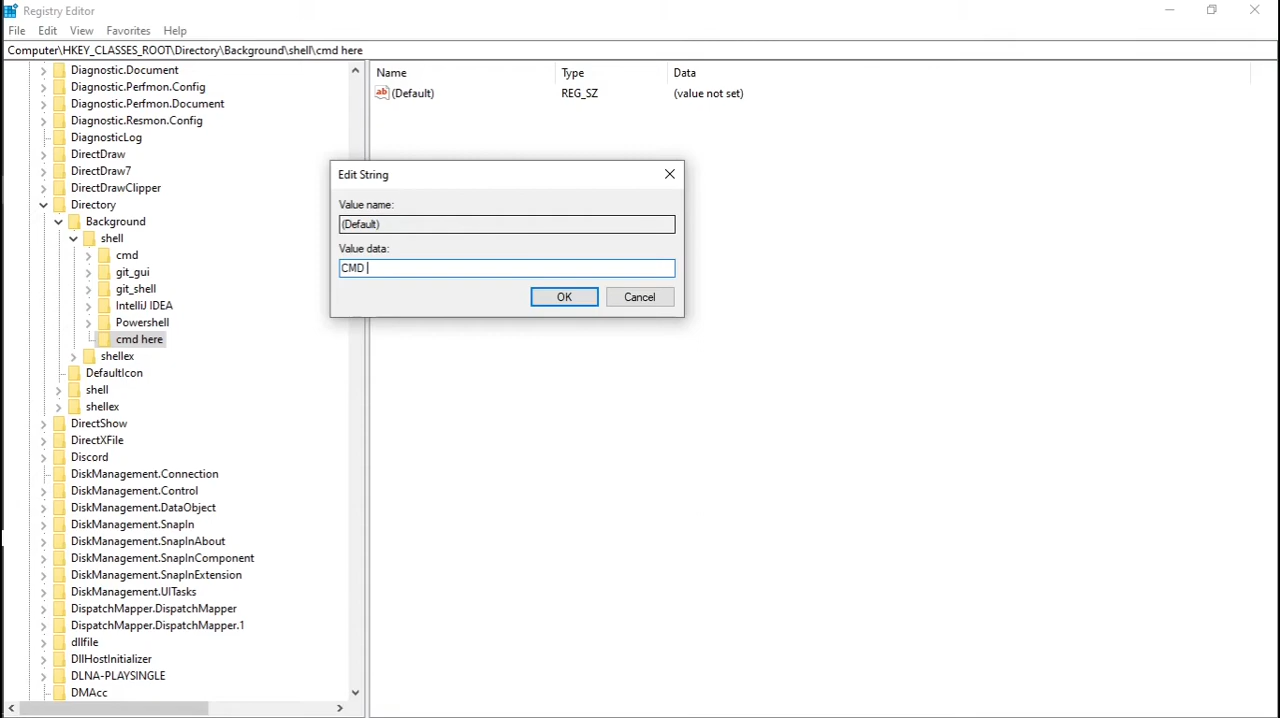 Registry Editor
File Edit View Favorites Help
Computer\HKEY_CLASSES_ROOT\Directory\Background\shell\cmd here
Diagnostic.Document
Diagnostic.Perfmon.Config
Diagnostic.Perfmon.Document
Diagnostic.Resmon.Config
DiagnosticLog
DirectDraw
DirectDraw7
DirectDrawClipper
Directory
Background
shell
cmd
git_gui
git_shell
IntelliJ IDEA
Powershell
cmd here
shellex
DefaultIcon
shell
shellex
DirectShow
DirectXFile
Discord
DiskManagement.Connection
DiskManagement.Control
DiskManagement.DataObject
DiskManagement.SnapIn
DiskManagement.SnapInAbout
DiskManagement.SnapInComponent
DiskManagement.SnapInExtension
DiskManagement.UITasks
DispatchMapper.DispatchMapper
DispatchMapper.DispatchMapper.1
dllfile
DllHostInitializer
DLNA-PLAYSINGLE
DMAcc
Name Type Data
ab (Default) REG_SZ (value not set)
Edit String
Value name:
(Default)
Value data:
CMD
OK Cancel